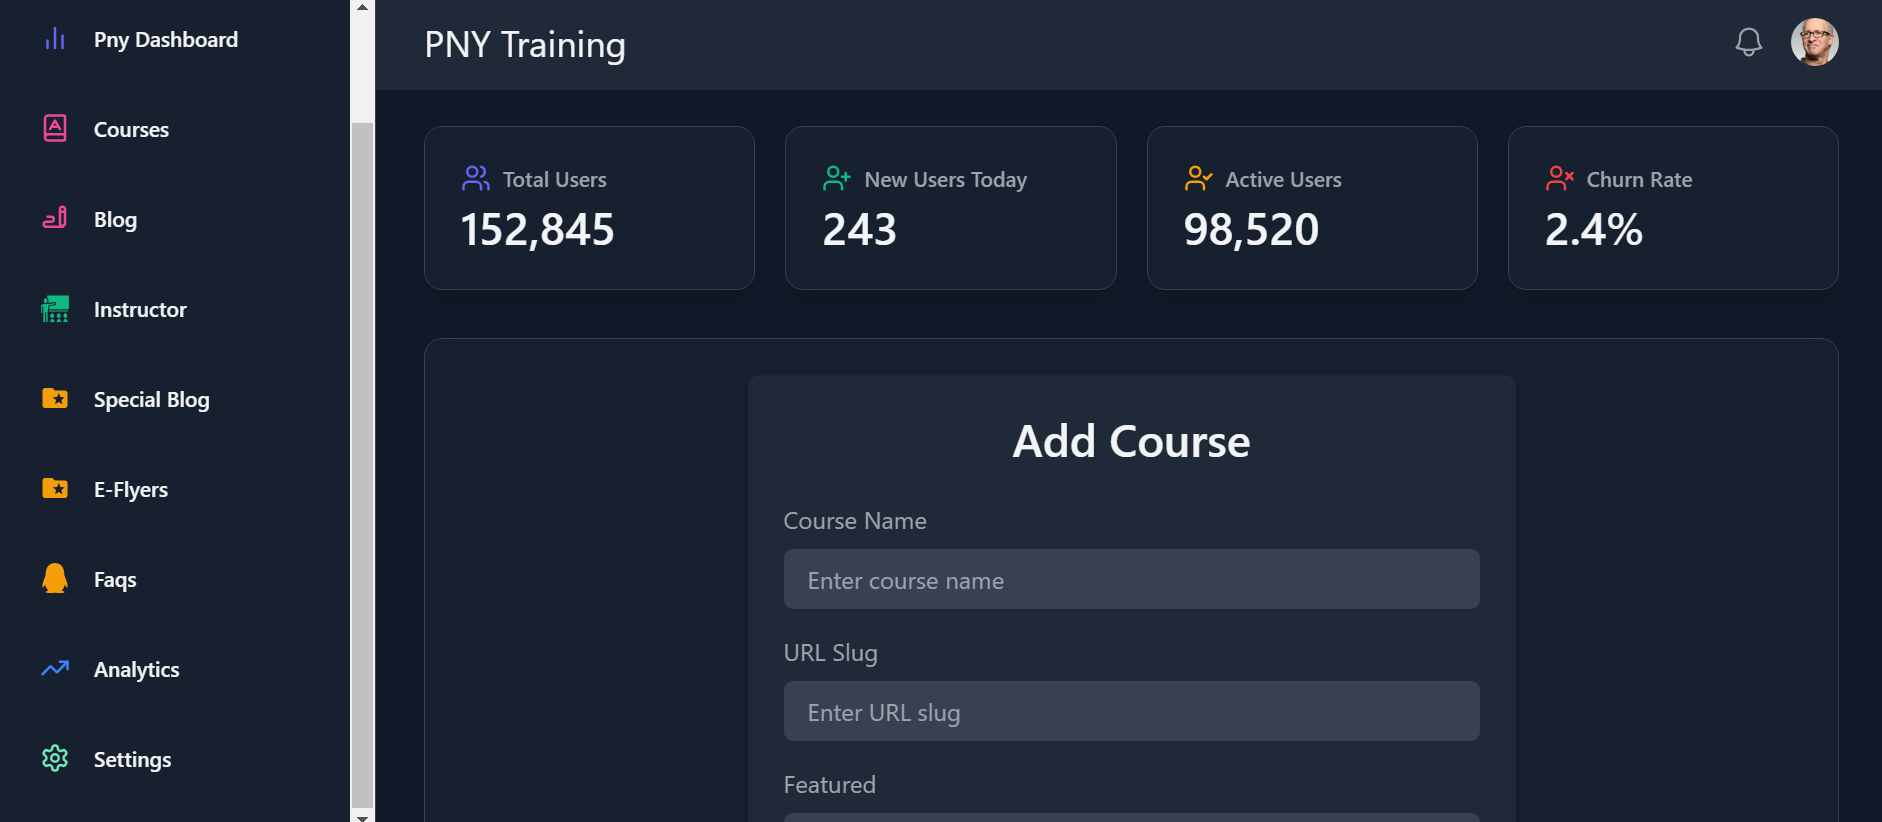 Pny Dashboard
Courses
Blog
Instructor
Special Blog
E-Flyers
Faqs
Analytics
Settings
PNY Training
Total Users
152,845
New Users Today
243
Active Users
98,520
Churn Rate
2.4%
Add Course
Course Name
Enter course name
URL Slug
Enter URL slug
Featured